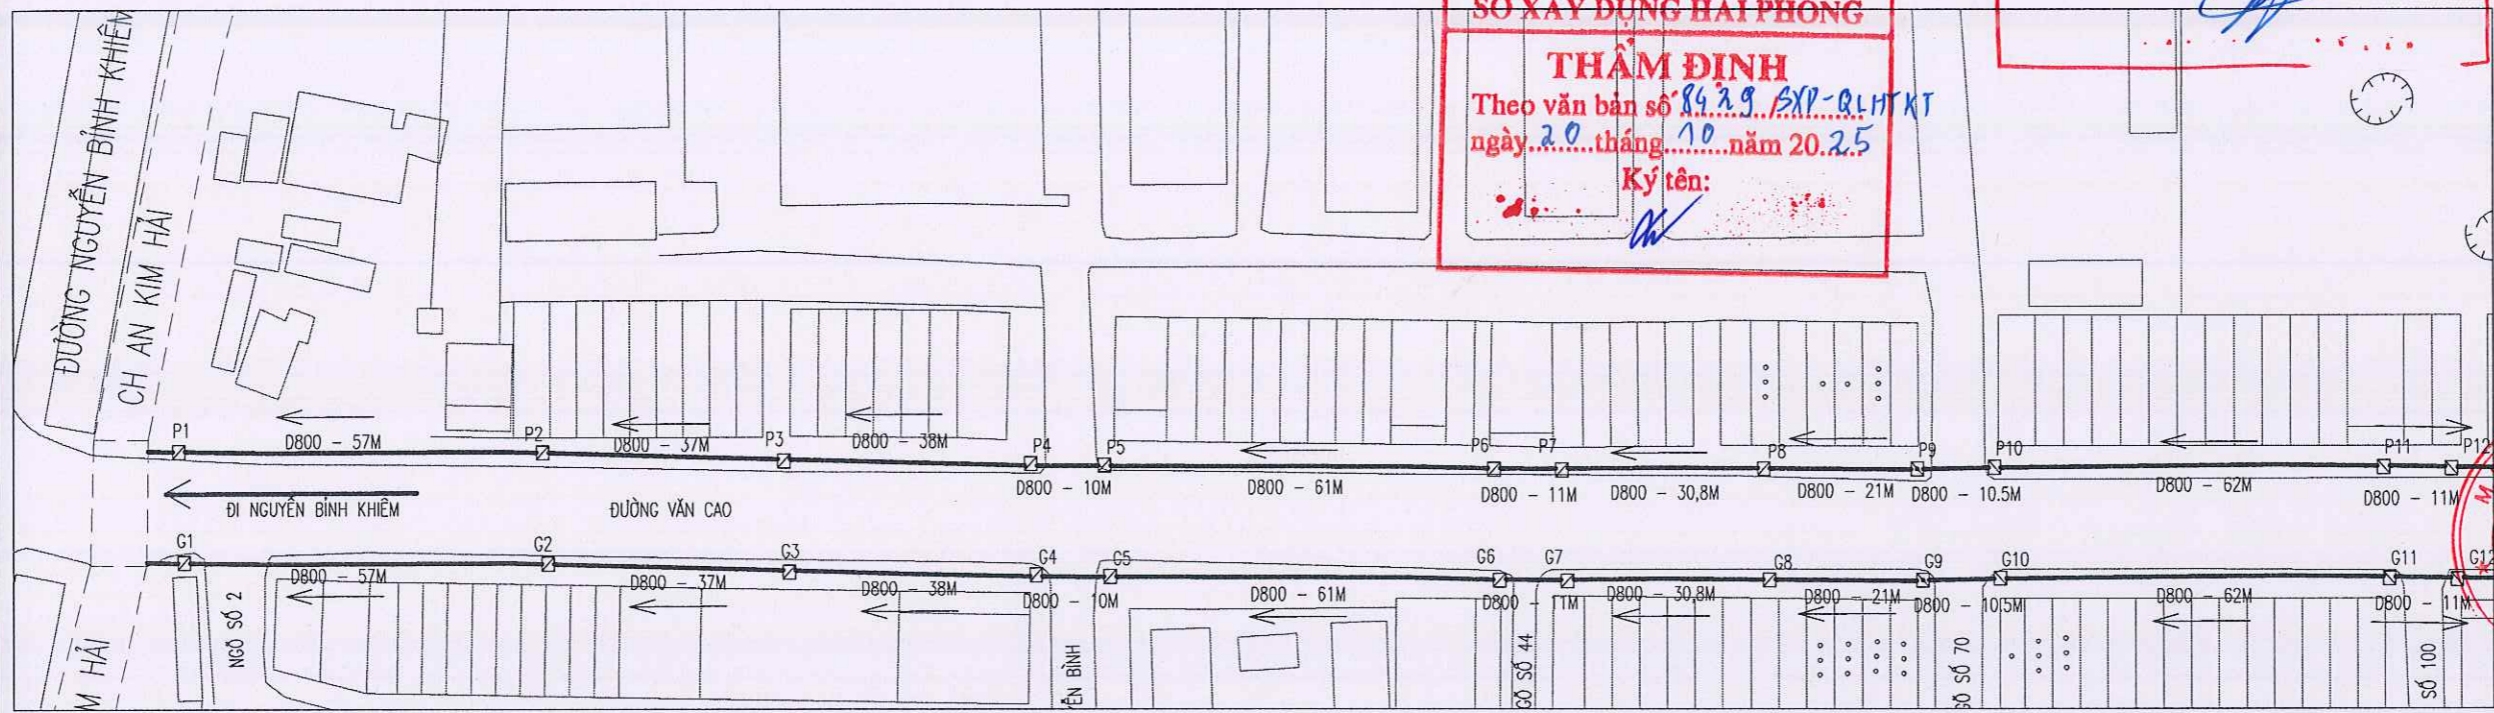 SỞ XÂY DỰNG HẢI PHÒNG
THẨM ĐỊNH
Theo văn bản số 8429/SXD-QLHTKT
ngày 20 tháng 10 năm 2025
Ký tên:
ĐƯỜNG NGUYỄN BỈNH KHIÊM
CH AN KIM HẢI
P1
D800 - 57M
P2
D800 - 37M
P3
D800 - 38M
P4
D800 - 10M
P5
D800 - 61M
P6
D800 - 11M
P7
D800 - 30,8M
P8
D800 - 21M
P9
D800 - 10.5M
P10
D800 - 62M
P11
D800 - 11M
P12
ĐI NGUYỄN BỈNH KHIÊM
ĐƯỜNG VĂN CAO
G1
D800 - 57M
G2
D800 - 37M
G3
D800 - 38M
G4
D800 - 10M
G5
D800 - 61M
G6
D800 - 11M
G7
D800 - 30,8M
G8
D800 - 21M
G9
D800 - 10.5M
G10
D800 - 62M
G11
D800 - 11M
G12
M HẢI
NGÕ SỐ 2
YỄN BÌNH
GÕ SỐ 44
GÕ SỐ 70
SỐ 100
M